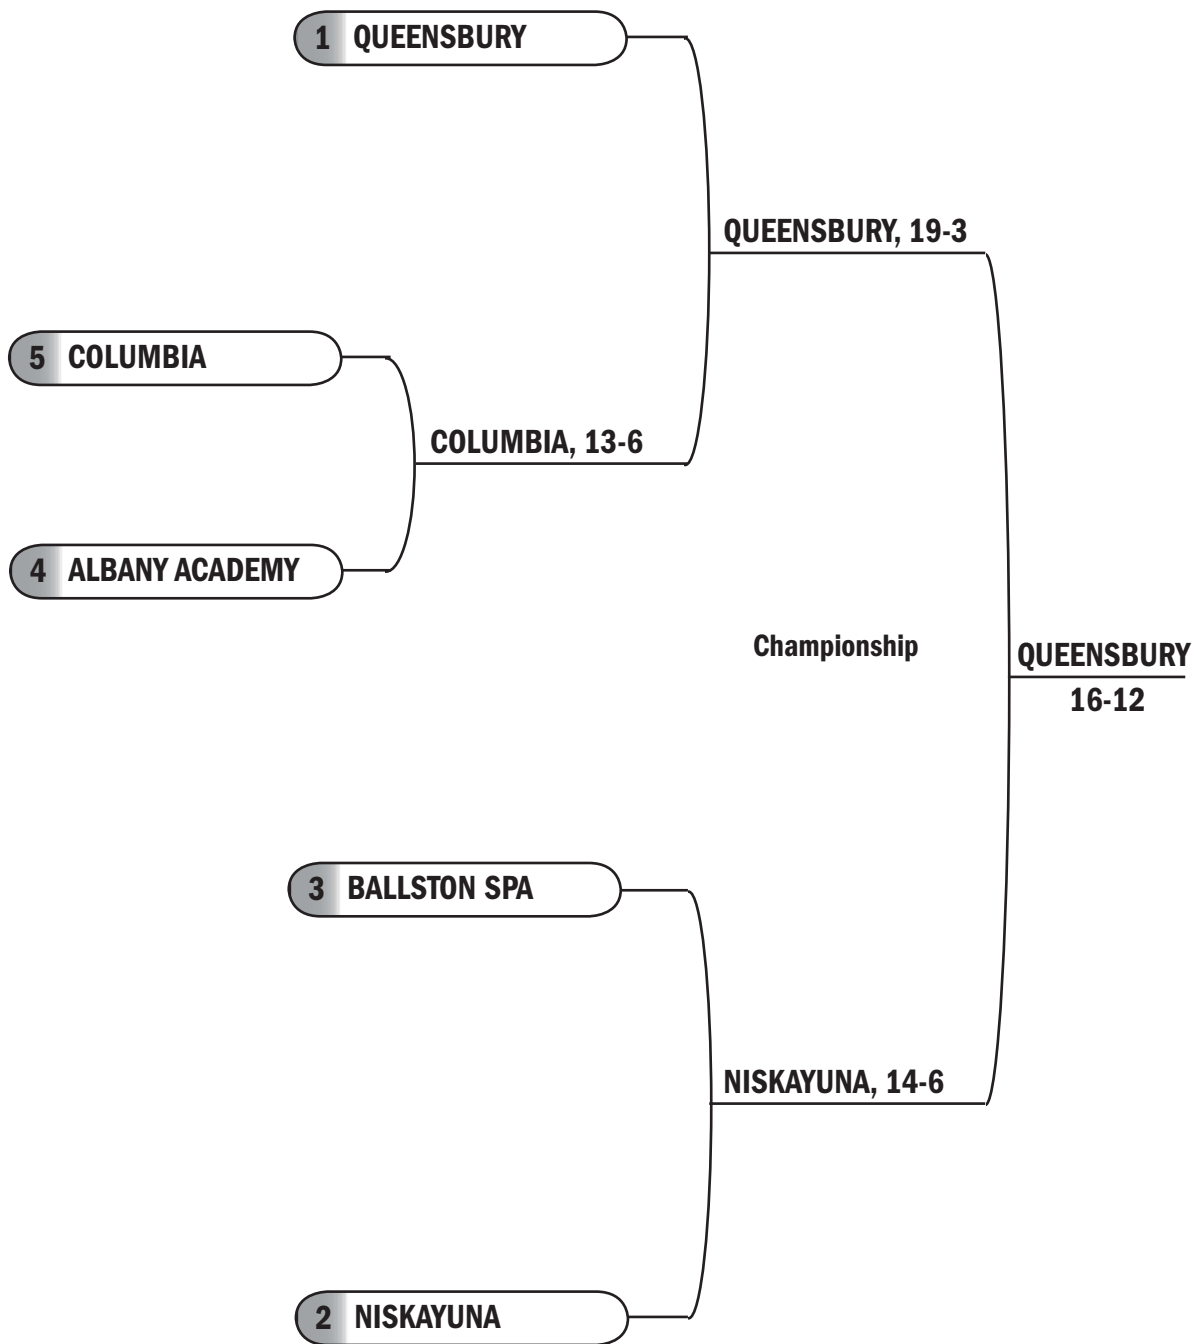 1 QUEENSBURY
QUEENSBURY, 19-3
5 COLUMBIA
COLUMBIA, 13-6
4 ALBANY ACADEMY
Championship
QUEENSBURY
16-12
3 BALLSTON SPA
NISKAYUNA, 14-6
2 NISKAYUNA